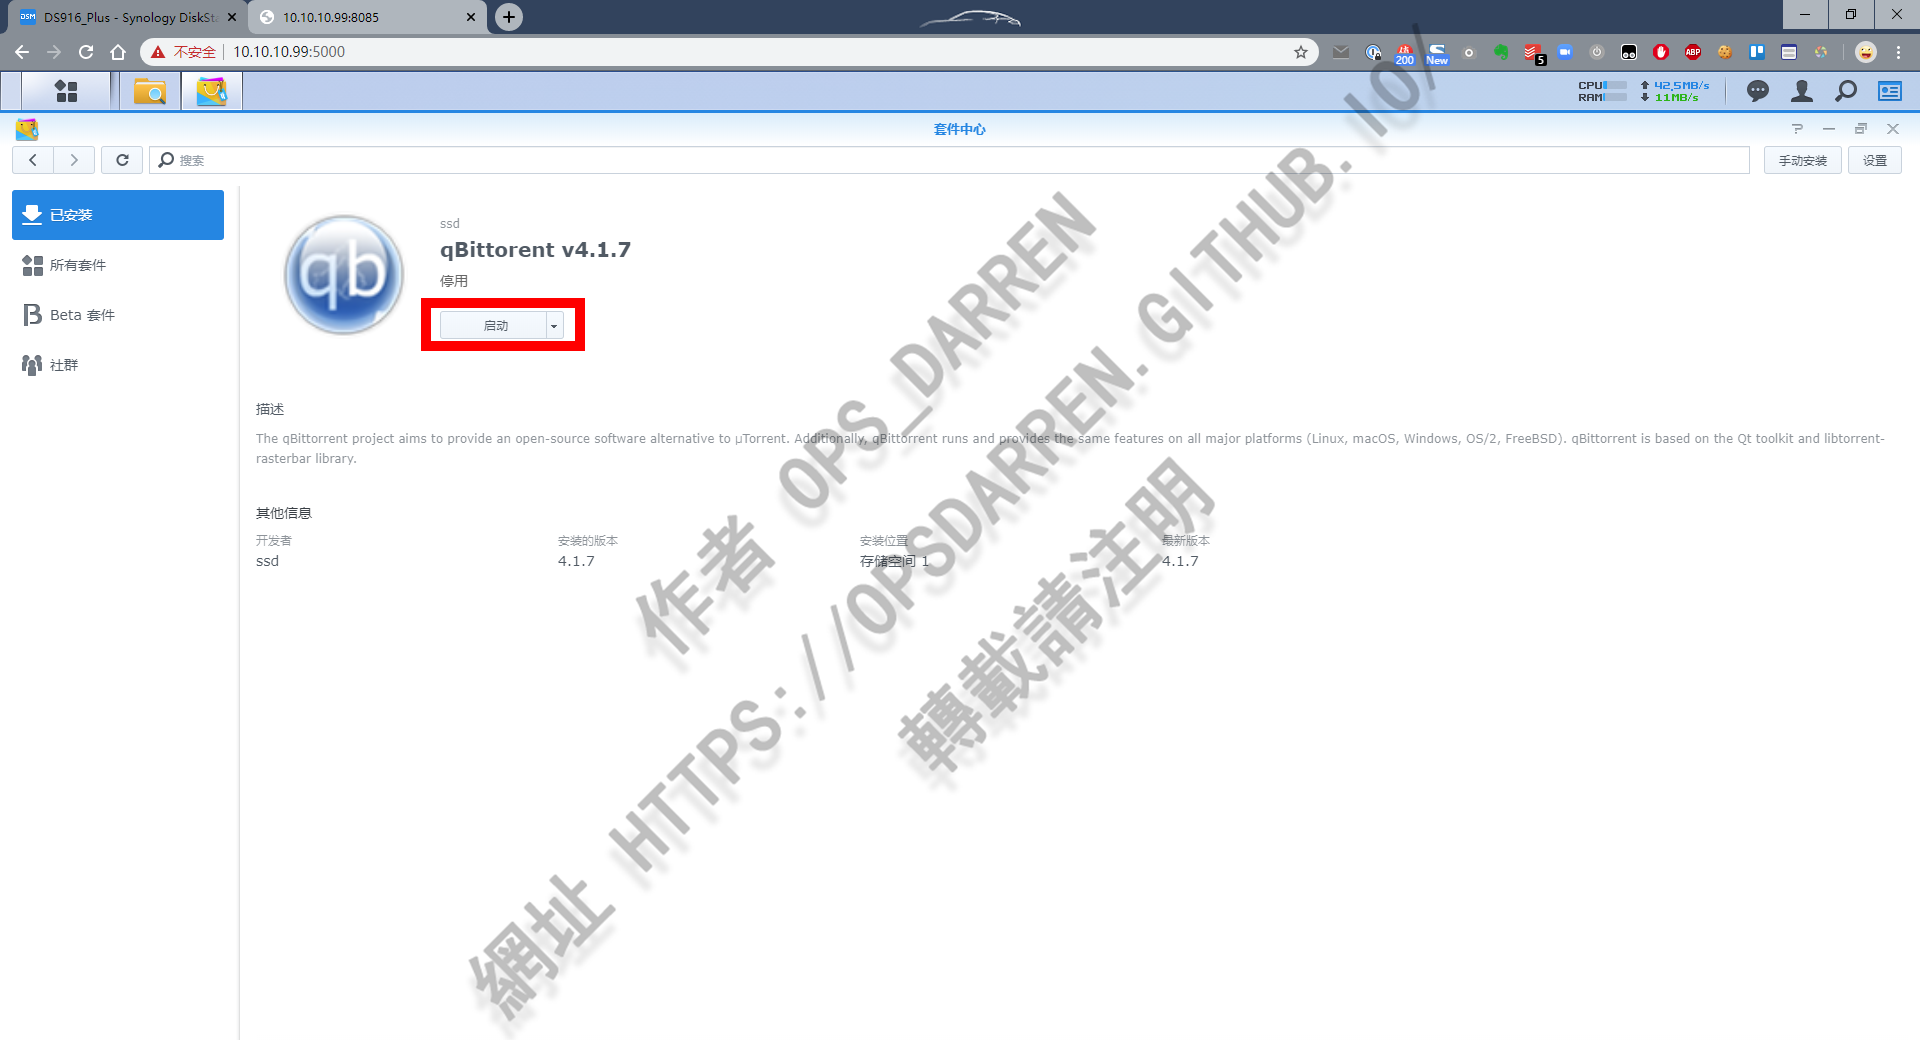 DS916_Plus - Synology DiskSta
10.10.10.99:8085
不安全
10.10.10.99:5000
200
New
5
ABP
CPU
42,5MB/s
RAM
11MB/s
套件中心
搜索
手动安装
设置
已安装
所有套件
Beta 套件
社群
qb
ssd
qBittorent v4.1.7
停用
启动
描述
The qBittorrent project aims to provide an open-source software alternative to µTorrent. Additionally, qBittorrent runs and provides the same features on all major platforms (Linux, macOS, Windows, OS/2, FreeBSD). qBittorrent is based on the Qt toolkit and libtorrent-
rasterbar library.
其他信息
开发者
安装的版本
安装位置
最新版本
ssd
4.1.7
存储空间 1
4.1.7
作者 OPS_DARREN
網址 HTTPS://OPSDARREN.GITHUB.IO/
轉載請注明